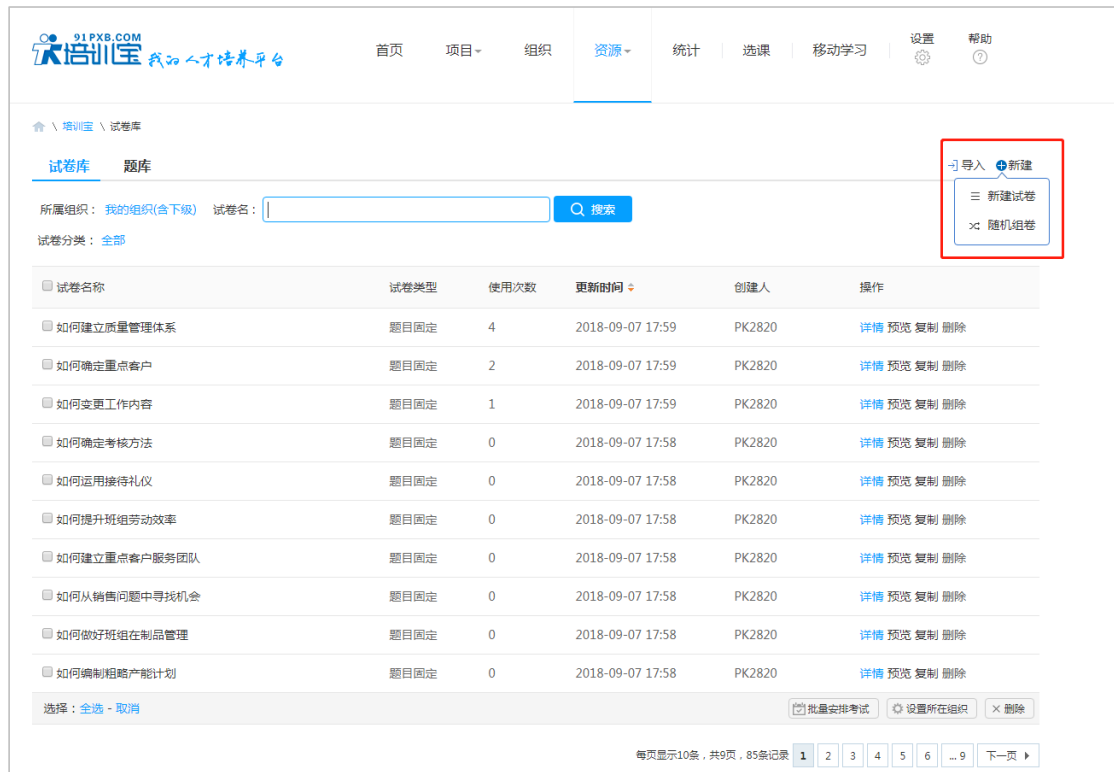 91PXB.COM
培训宝 我的人才培养平台
首页 项目 组织 资源 统计 选课 移动学习 设置 帮助
\ 培训宝 \ 试卷库
试卷库 题库 导入 新建
新建试卷
随机组卷
所属组织： 我的组织(含下级) 试卷名： 搜索
试卷分类： 全部
试卷名称 试卷类型 使用次数 更新时间 创建人 操作
如何建立质量管理体系 题目固定 4 2018-09-07 17:59 PK2820 详情 预览 复制 删除
如何确定重点客户 题目固定 2 2018-09-07 17:59 PK2820 详情 预览 复制 删除
如何变更工作内容 题目固定 1 2018-09-07 17:59 PK2820 详情 预览 复制 删除
如何确定考核方法 题目固定 0 2018-09-07 17:58 PK2820 详情 预览 复制 删除
如何运用接待礼仪 题目固定 0 2018-09-07 17:58 PK2820 详情 预览 复制 删除
如何提升班组劳动效率 题目固定 0 2018-09-07 17:58 PK2820 详情 预览 复制 删除
如何建立重点客户服务团队 题目固定 0 2018-09-07 17:58 PK2820 详情 预览 复制 删除
如何从销售问题中寻找机会 题目固定 0 2018-09-07 17:58 PK2820 详情 预览 复制 删除
如何做好班组在制品管理 题目固定 0 2018-09-07 17:58 PK2820 详情 预览 复制 删除
如何编制粗略产能计划 题目固定 0 2018-09-07 17:58 PK2820 详情 预览 复制 删除
选择：全选 - 取消 批量安排考试 设置所在组织 删除
每页显示10条，共9页，85条记录 1 2 3 4 5 6 ...9 下一页